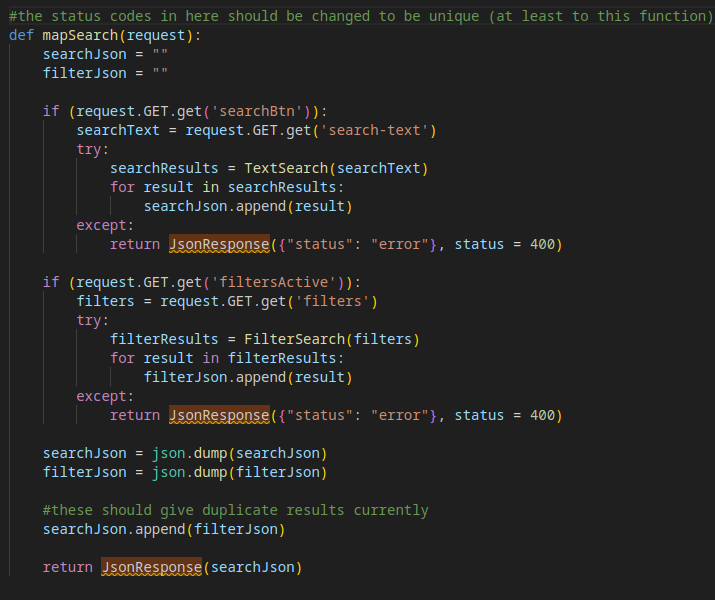 #the status codes in here should be changed to be unique (at least to this function)
def mapSearch(request):
    searchJson = ""
    filterJson = ""

    if (request.GET.get('searchBtn')):
        searchText = request.GET.get('search-text')
        try:
            searchResults = TextSearch(searchText)
            for result in searchResults:
                searchJson.append(result)
        except:
            return JsonResponse({"status": "error"}, status = 400)

    if (request.GET.get('filtersActive')):
        filters = request.GET.get('filters')
        try:
            filterResults = FilterSearch(filters)
            for result in filterResults:
                filterJson.append(result)
        except:
            return JsonResponse({"status": "error"}, status = 400)

    searchJson = json.dump(searchJson)
    filterJson = json.dump(filterJson)

    #these should give duplicate results currently
    searchJson.append(filterJson)

    return JsonResponse(searchJson)